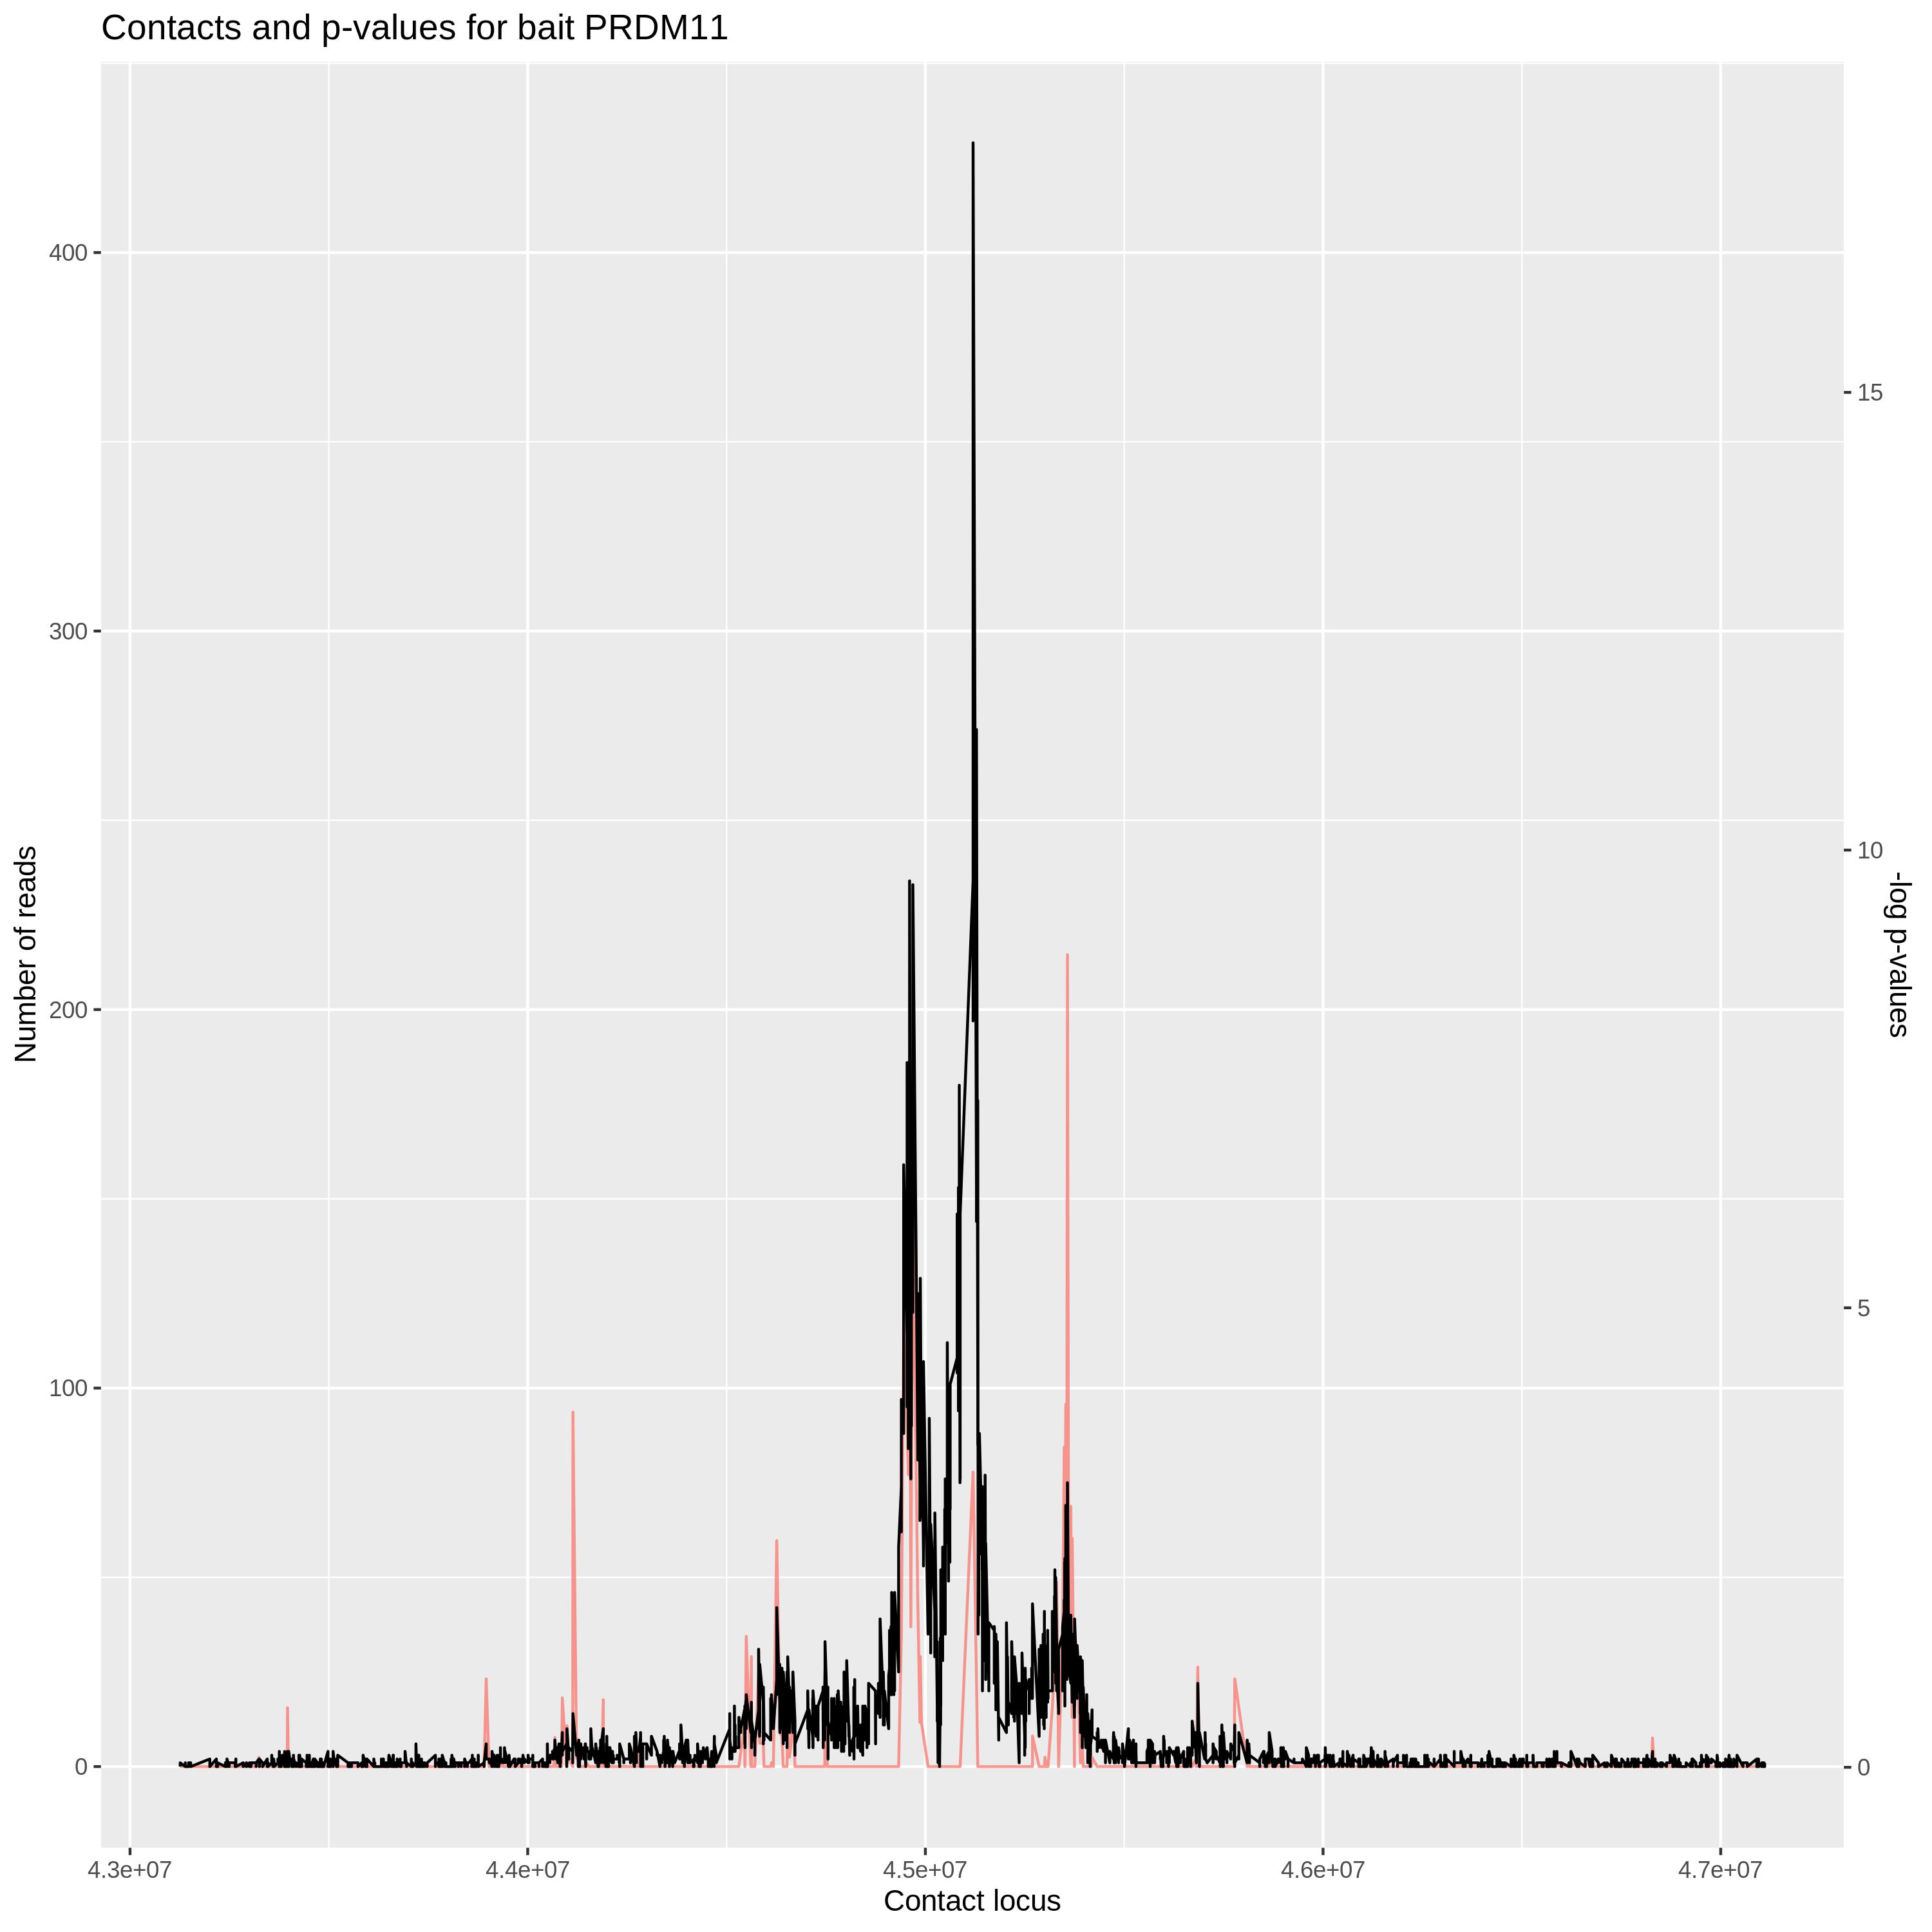 Contacts and p-values for bait PRDM11
400
300
200
100
0
Number of reads
15
10
5
0
-log p-values
4.3e+07
4.4e+07
4.5e+07
4.6e+07
4.7e+07
Contact locus